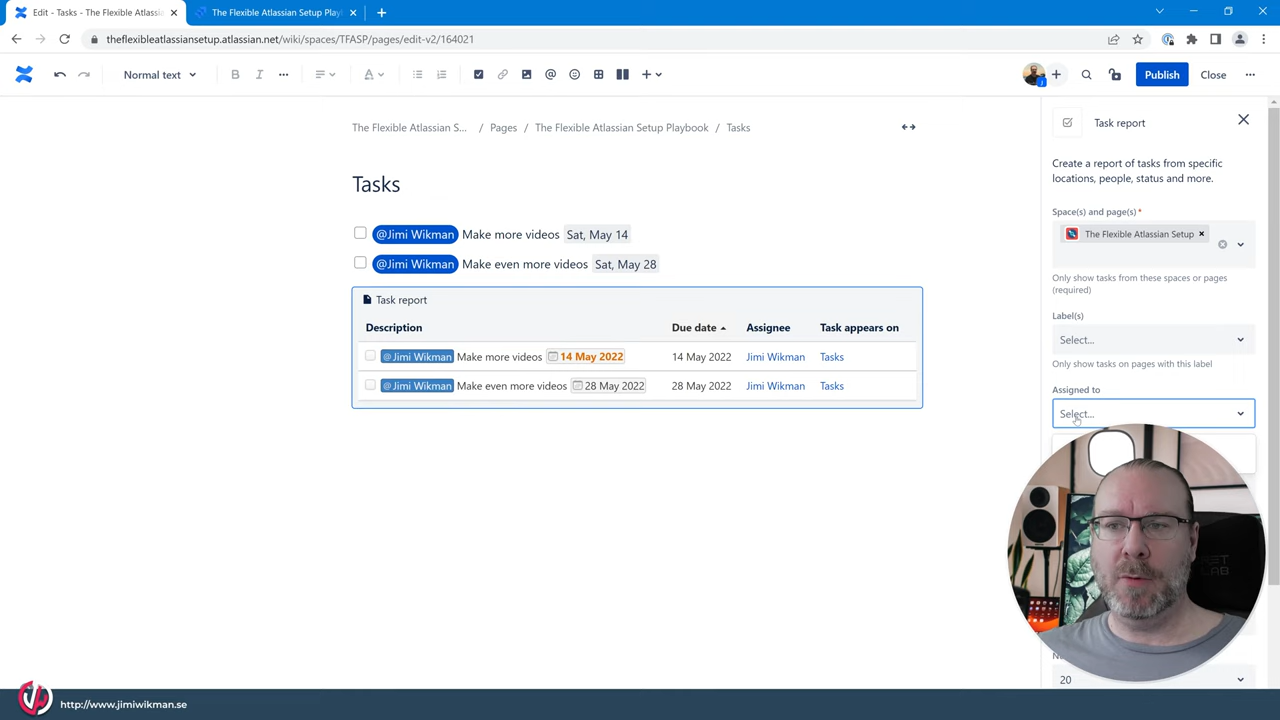 Edit - Tasks - The Flexible Atlassia
The Flexible Atlassian Setup Play
theflexibleatlassiansetup.atlassian.net/wiki/spaces/TFASP/pages/edit-v2/164021
Normal text
B I ... A
Publish
Close
The Flexible Atlassian S... / Pages / The Flexible Atlassian Setup Playbook / Tasks
Tasks
@Jimi Wikman Make more videos Sat, May 14
@Jimi Wikman Make even more videos Sat, May 28
Task report
Description Due date Assignee Task appears on
@Jimi Wikman Make more videos 14 May 2022 14 May 2022 Jimi Wikman Tasks
@Jimi Wikman Make even more videos 28 May 2022 28 May 2022 Jimi Wikman Tasks
Task report
Create a report of tasks from specific
locations, people, status and more.
Space(s) and page(s)*
The Flexible Atlassian Setup
Only show tasks from these spaces or pages
(required)
Label(s)
Select...
Only show tasks on pages with this label
Assigned to
Select...
20
http://www.jimiwikman.se